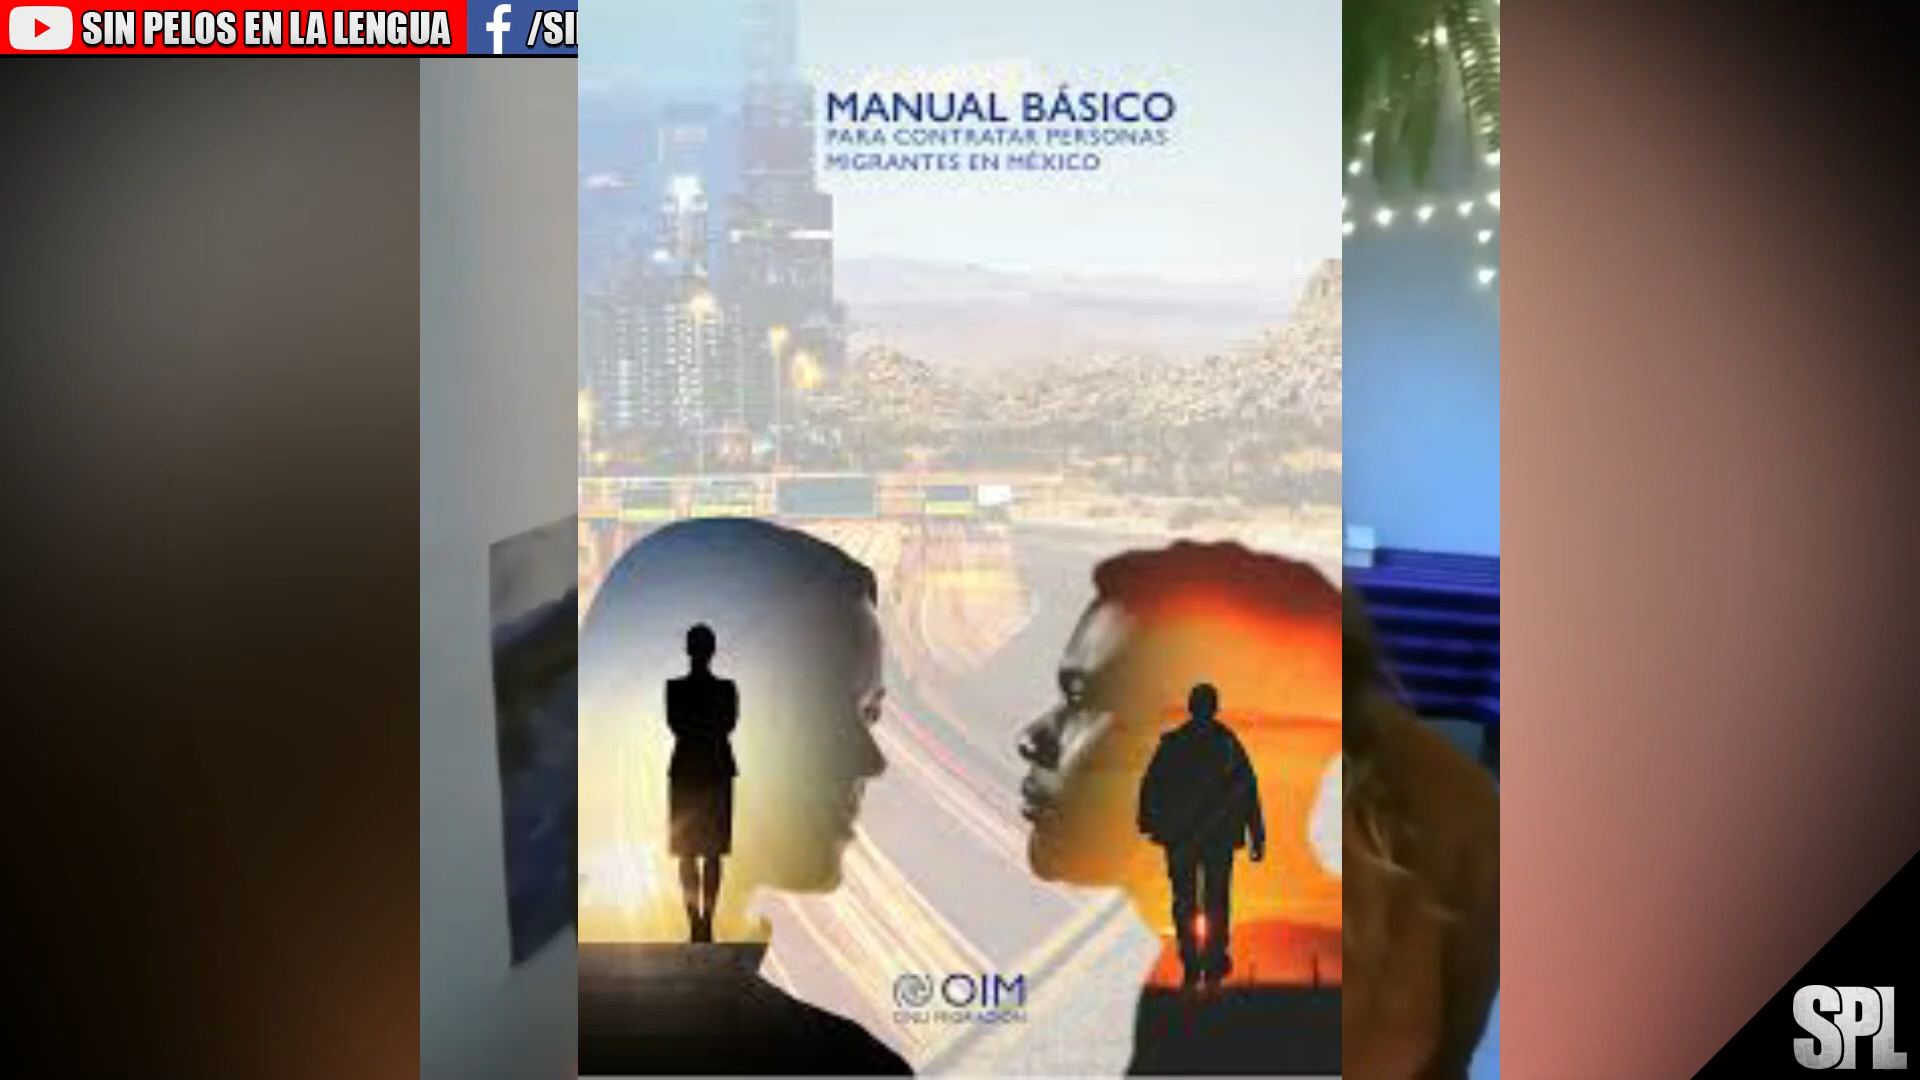 SIN PELOS EN LA LENGUA
/SI
MANUAL BÁSICO
PARA CONTRATAR PERSONAS
MIGRANTES EN MÉXICO
OIM
ONU MIGRACIÓN
SPL